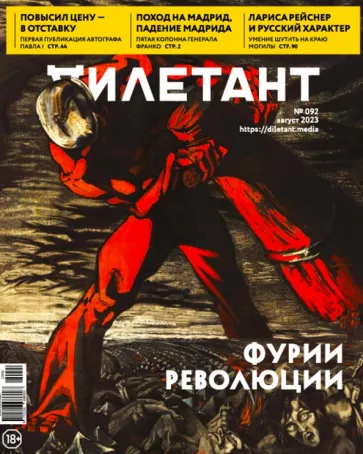 ПОВЫСИЛ ЦЕНУ —
В ОТСТАВКУ
ПЕРВАЯ ПУБЛИКАЦИЯ АВТОГРАФА
ПАВЛА I СТР.44
ПОХОД НА МАДРИД,
ПАДЕНИЕ МАДРИДА
ПЯТАЯ КОЛОННА ГЕНЕРАЛА
ФРАНКО СТР.2
ЛАРИСА РЕЙСНЕР
И РУССКИЙ ХАРАКТЕР
УМЕНИЕ ШУТИТЬ НА КРАЮ
МОГИЛЫ СТР.90
ДИЛЕТАНТ
№ 092
август 2023
https://diletant.media
ФУРИИ
РЕВОЛЮЦИИ
18+